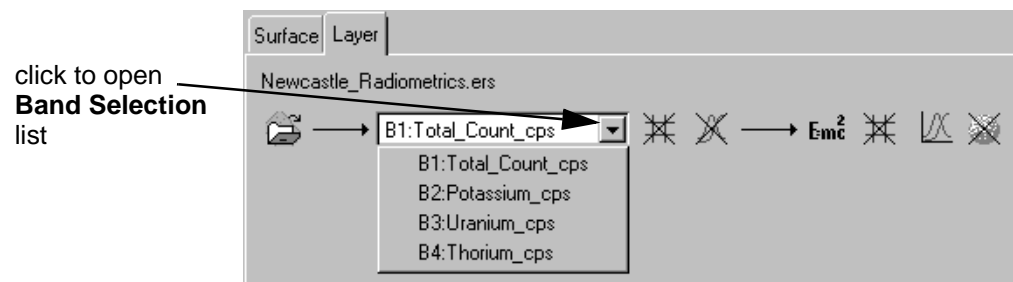 Surface Layer
click to open
Band Selection
list
Newcastle_Radiometrics.ers
B1:Total_Count_cps
Emc2
B1:Total_Count_cps
B2:Potassium_cps
B3:Uranium_cps
B4:Thorium_cps